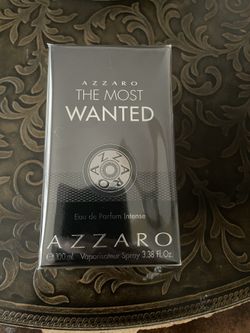 AZZARO
THE MOST
WANTED
AZZARO
Eau de Parfum Intense
AZZARO
℮ 100 mL Vaporisateur Spray 3.38 fl.Oz.